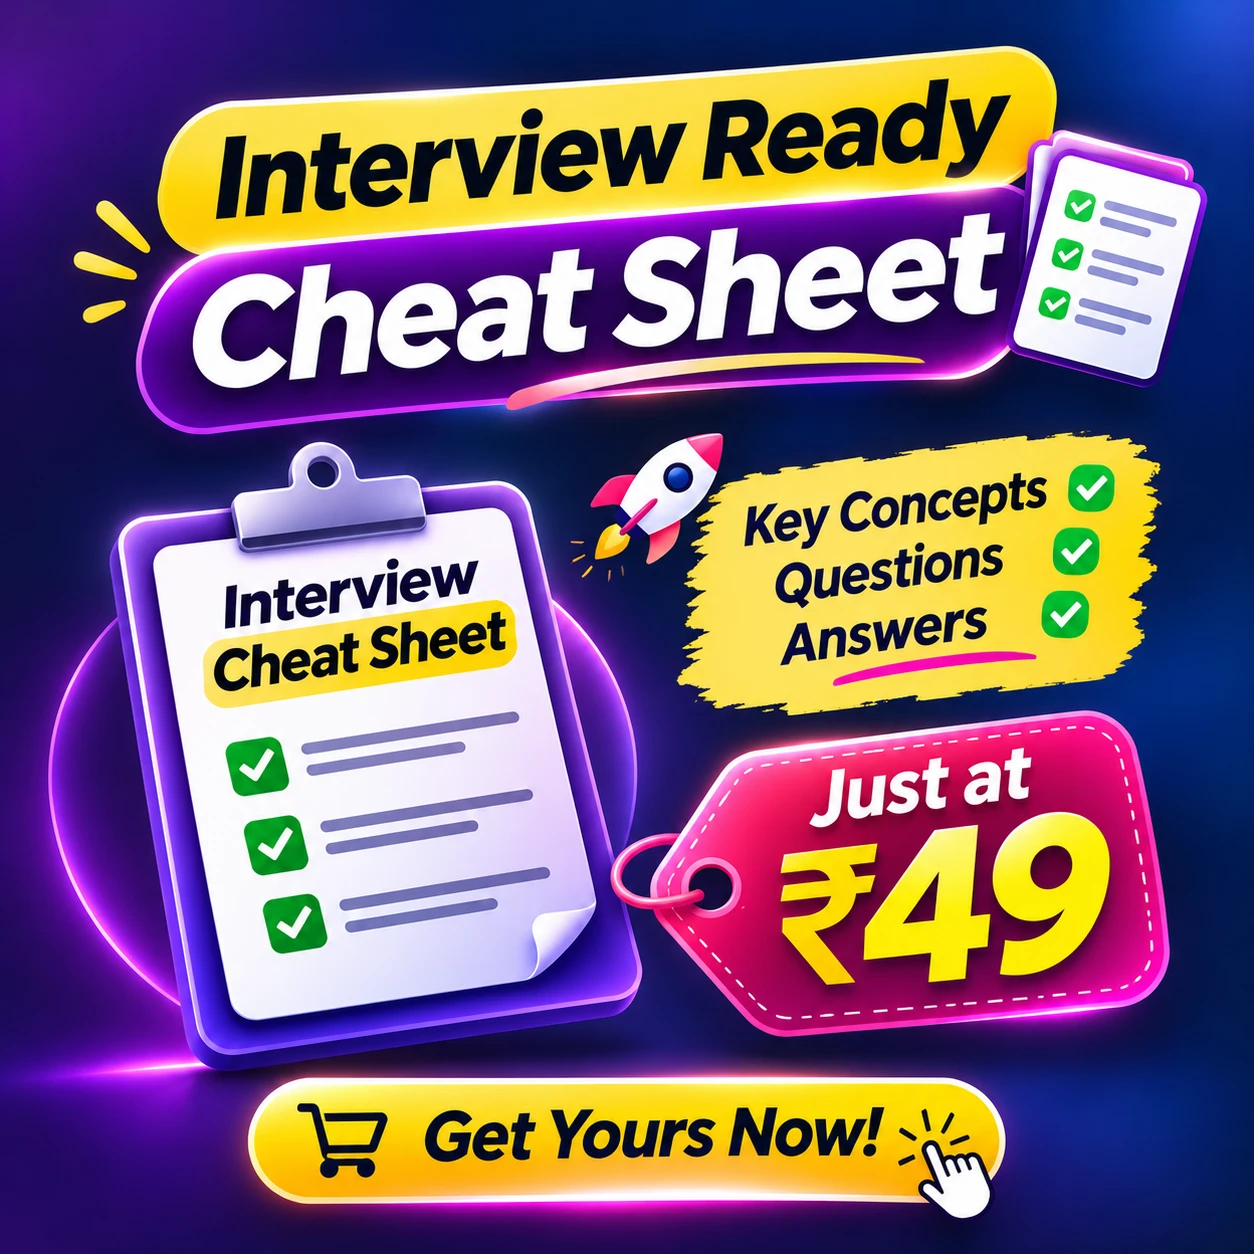 Interview Ready
Cheat Sheet
Interview
Cheat Sheet
Key Concepts
Questions
Answers
Just at
₹49
Get Yours Now!